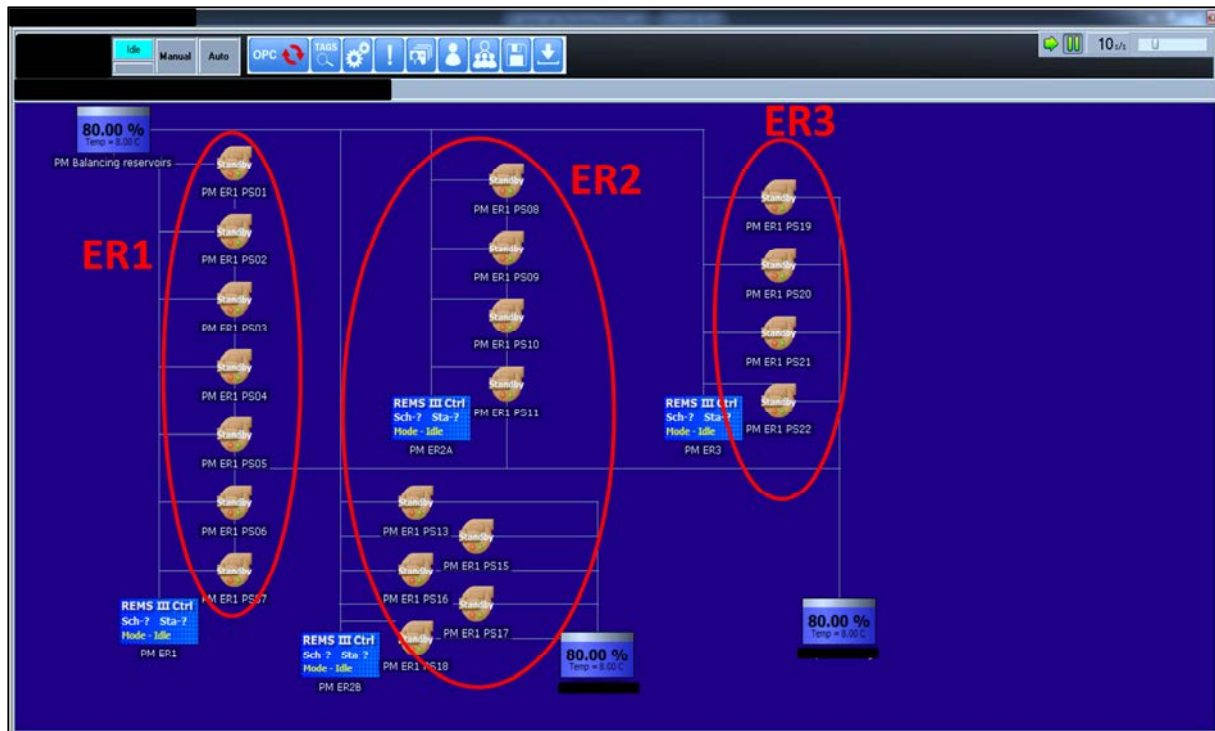 Idle
Manual
Auto
OPC
TAGS
10 s/s
80.00 %
Temp = 8.00 C
PM Balancing reservoirs
ER1
ER2
ER3
Standby
PM ER1 PS01
Standby
PM ER1 PS02
Standby
PM ER1 PS03
Standby
PM ER1 PS04
Standby
PM ER1 PS05
Standby
PM ER1 PS06
Standby
PM ER1 PS07
REMS III Ctrl
Sch-? Sta-?
Mode - Idle
PM ER1
Standby
PM ER1 PS08
Standby
PM ER1 PS09
Standby
PM ER1 PS10
Standby
PM ER1 PS11
REMS III Ctrl
Sch-? Sta-?
Mode - Idle
PM ER2A
Standby
PM ER1 PS13
Standby
PM ER1 PS15
Standby
PM ER1 PS16
Standby
PM ER1 PS17
Standby
PM ER1 PS18
REMS III Ctrl
Sch-? Sta-?
Mode - Idle
PM ER2B
80.00 %
Temp = 8.00 C
Standby
PM ER1 PS19
Standby
PM ER1 PS20
Standby
PM ER1 PS21
Standby
PM ER1 PS22
REMS III Ctrl
Sch-? Sta-?
Mode - Idle
PM ER3
80.00 %
Temp = 8.00 C